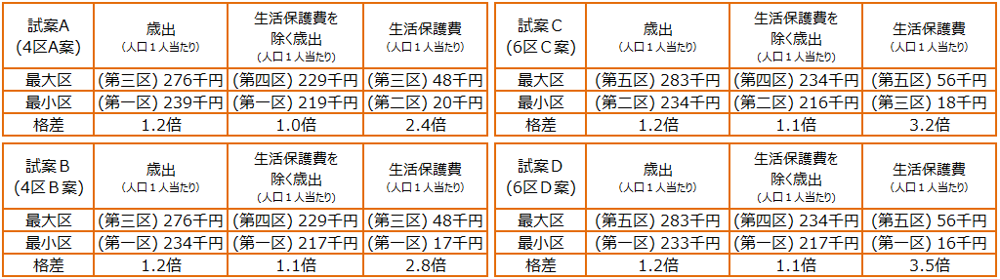 試案A
(4区A案)
歳出
(人口１人当たり)
生活保護費を
除く歳出
(人口１人当たり)
生活保護費
(人口１人当たり)
最大区 (第三区) 276千円 (第四区) 229千円 (第三区) 48千円
最小区 (第一区) 239千円 (第一区) 219千円 (第二区) 20千円
格差 1.2倍 1.0倍 2.4倍
試案Ｃ
(6区Ｃ案)
歳出
(人口１人当たり)
生活保護費を
除く歳出
(人口１人当たり)
生活保護費
(人口１人当たり)
最大区 (第五区) 283千円 (第四区) 234千円 (第五区) 56千円
最小区 (第二区) 234千円 (第二区) 216千円 (第三区) 18千円
格差 1.2倍 1.1倍 3.2倍
試案Ｂ
(4区Ｂ案)
歳出
(人口１人当たり)
生活保護費を
除く歳出
(人口１人当たり)
生活保護費
(人口１人当たり)
最大区 (第三区) 276千円 (第四区) 229千円 (第三区) 48千円
最小区 (第一区) 234千円 (第一区) 217千円 (第一区) 17千円
格差 1.2倍 1.1倍 2.8倍
試案Ｄ
(6区Ｄ案)
歳出
(人口１人当たり)
生活保護費を
除く歳出
(人口１人当たり)
生活保護費
(人口１人当たり)
最大区 (第五区) 283千円 (第四区) 234千円 (第五区) 56千円
最小区 (第一区) 233千円 (第一区) 217千円 (第一区) 16千円
格差 1.2倍 1.1倍 3.5倍